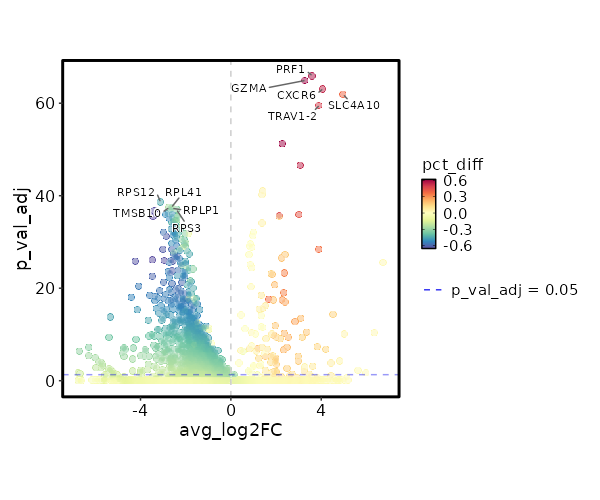 PRF1
GZMA
CXCR6
SLC4A10
TRAV1-2
RPS12
RPL41
TMSB10
RPLP1
RPS3
60
40
20
0
p_val_adj
-4
0
4
avg_log2FC
pct_diff
0.6
0.3
0.0
-0.3
-0.6
p_val_adj = 0.05